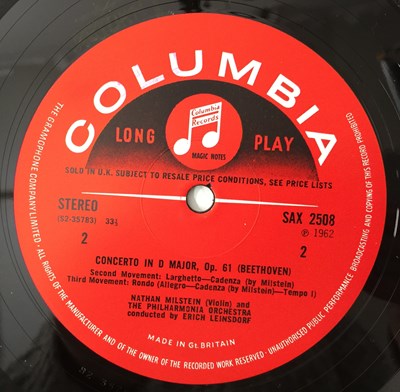 COLUMBIA
Columbia
Records
LONG PLAY
MAGIC NOTES
SOLD IN U.K. SUBJECT TO RESALE PRICE CONDITIONS, SEE PRICE LISTS
STEREO SAX 2508
(S2-35783) 33⅓ ℗ 1962
2 2
CONCERTO IN D MAJOR, Op. 61 (BEETHOVEN)
Second Movement: Larghetto—Cadenza (by Milstein)
Third Movement: Rondo (Allegro—Cadenza (by Milstein)—Tempo I)
NATHAN MILSTEIN (Violin) and
THE PHILHARMONIA ORCHESTRA
conducted by ERICH LEINSDORF
MADE IN GT. BRITAIN
THE GRAMOPHONE COMPANY LIMITED · ALL RIGHTS OF THE MANUFACTURER AND OF THE OWNER OF THE RECORDED WORK RESERVED · UNAUTHORISED PUBLIC PERFORMANCE BROADCASTING AND COPYING OF THIS RECORD PROHIBITED